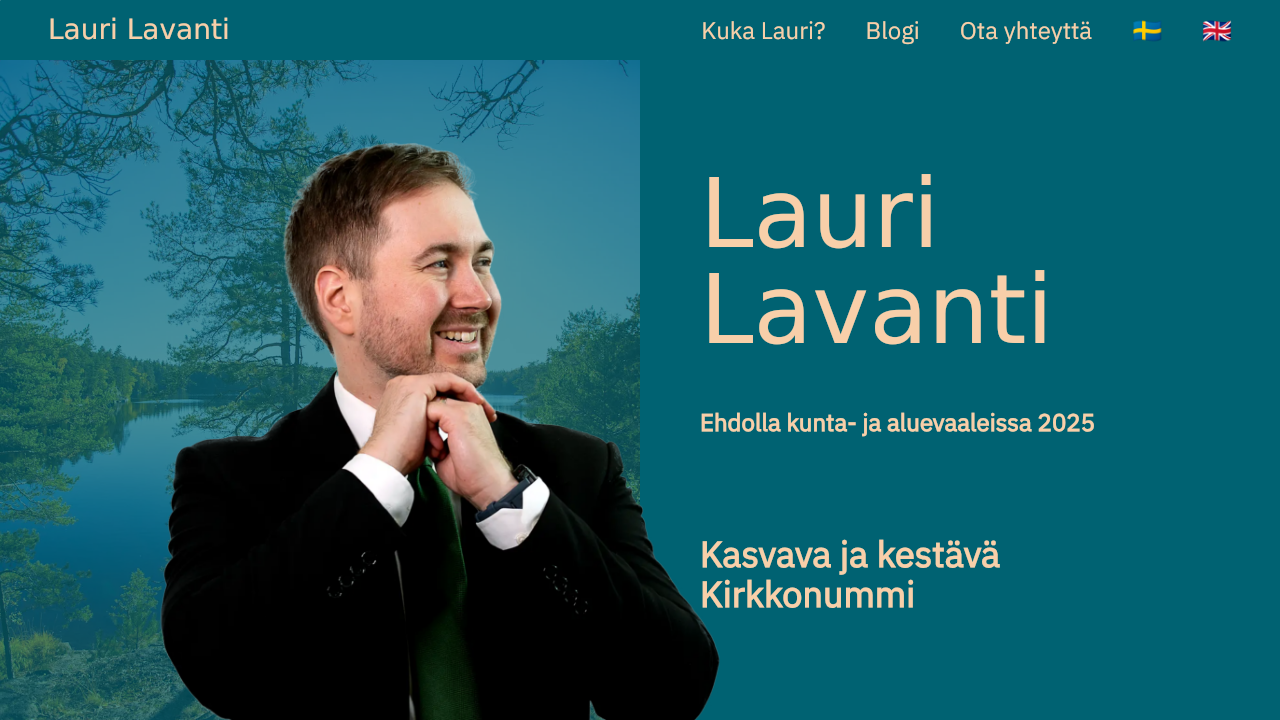 Lauri Lavanti
Kuka Lauri?
Blogi
Ota yhteyttä
Lauri
Lavanti
Ehdolla kunta- ja aluevaaleissa 2025
Kasvava ja kestävä
Kirkkonummi